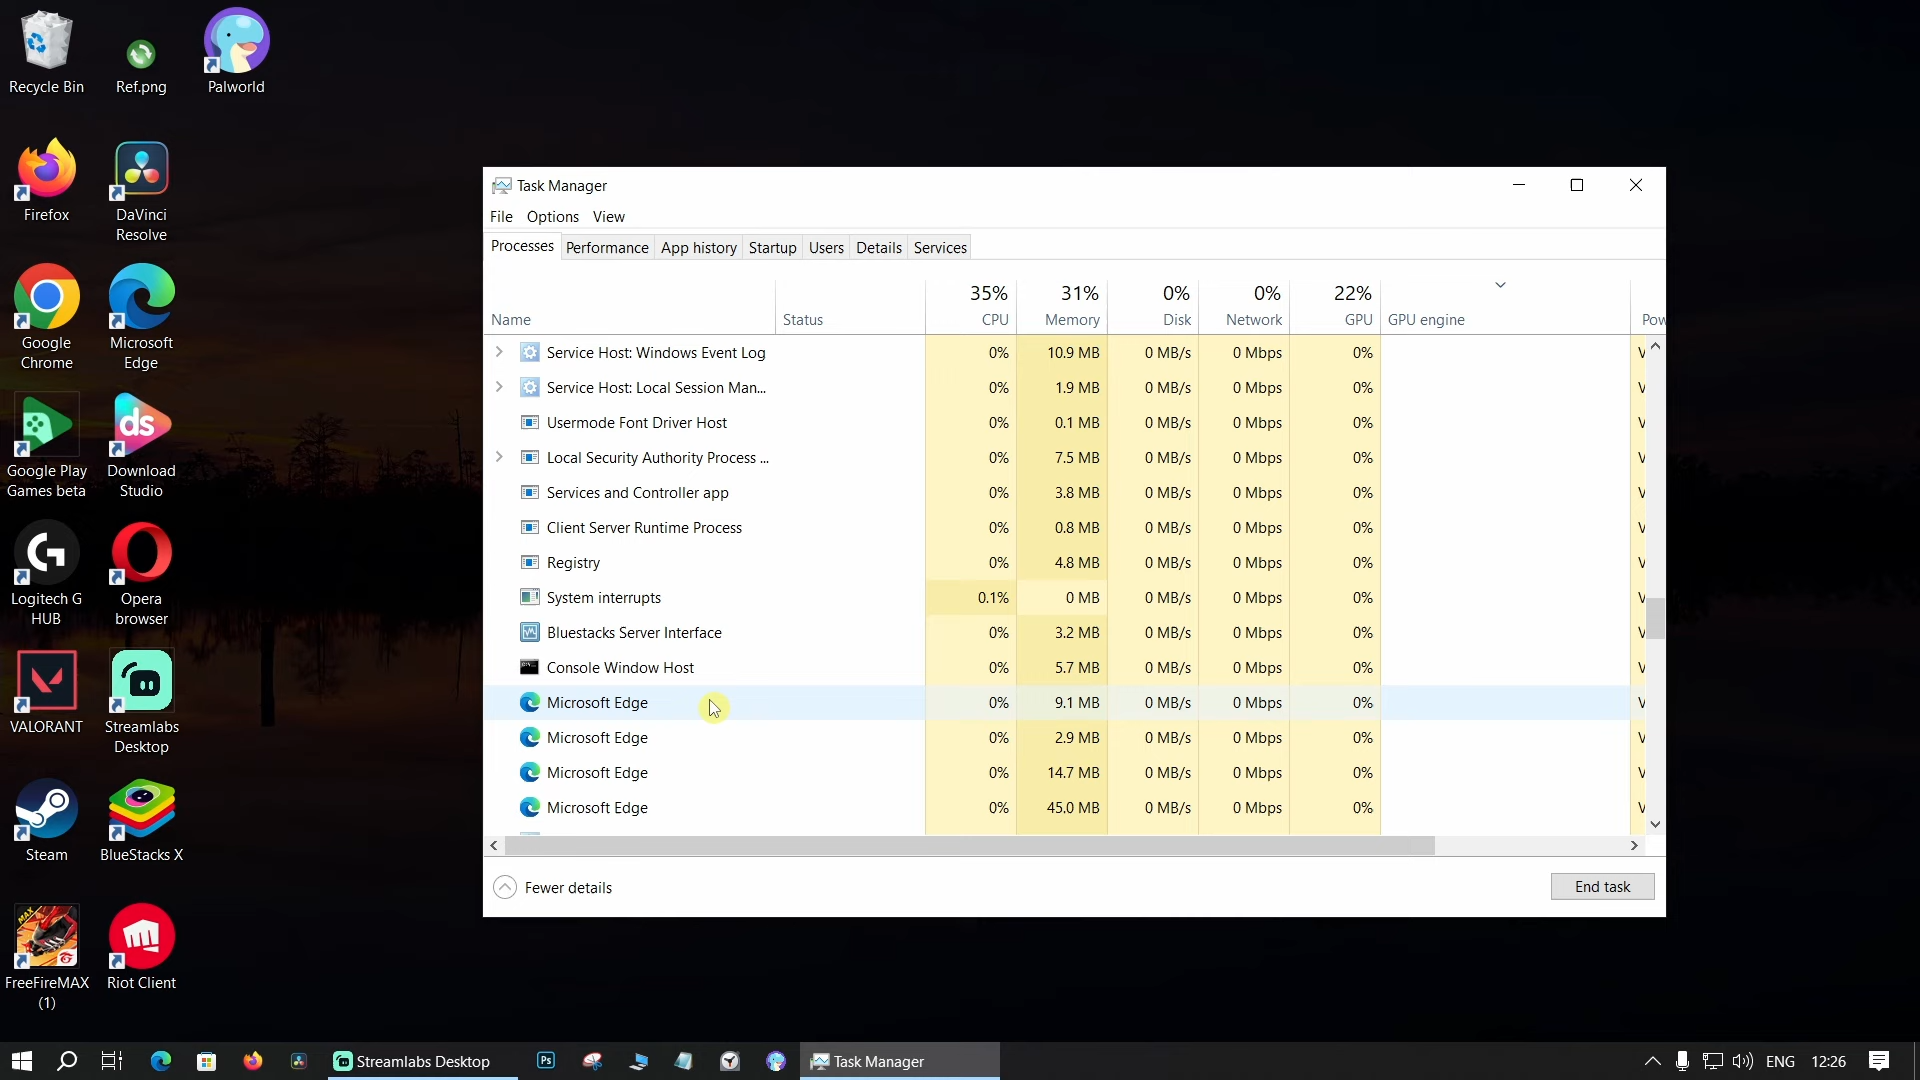 Recycle Bin
Ref.png
Palworld
Firefox
DaVinci
Resolve
Google
Chrome
Microsoft
Edge
Google Play
Games beta
ds
Download
Studio
Logitech G
HUB
Opera
browser
VALORANT
Streamlabs
Desktop
Steam
BlueStacks X
MAX
FreeFireMAX
(1)
Riot Client
Task Manager
File Options View
Processes Performance App history Startup Users Details Services
35% 31% 0% 0% 22%
Name Status CPU Memory Disk Network GPU GPU engine Pow
Service Host: Windows Event Log 0% 10.9 MB 0 MB/s 0 Mbps 0% V
Service Host: Local Session Man... 0% 1.9 MB 0 MB/s 0 Mbps 0% V
Usermode Font Driver Host 0% 0.1 MB 0 MB/s 0 Mbps 0% V
Local Security Authority Process ... 0% 7.5 MB 0 MB/s 0 Mbps 0% V
Services and Controller app 0% 3.8 MB 0 MB/s 0 Mbps 0% V
Client Server Runtime Process 0% 0.8 MB 0 MB/s 0 Mbps 0% V
Registry 0% 4.8 MB 0 MB/s 0 Mbps 0% V
System interrupts 0.1% 0 MB 0 MB/s 0 Mbps 0% V
Bluestacks Server Interface 0% 3.2 MB 0 MB/s 0 Mbps 0% V
Console Window Host 0% 5.7 MB 0 MB/s 0 Mbps 0% V
Microsoft Edge 0% 9.1 MB 0 MB/s 0 Mbps 0% V
Microsoft Edge 0% 2.9 MB 0 MB/s 0 Mbps 0% V
Microsoft Edge 0% 14.7 MB 0 MB/s 0 Mbps 0% V
Microsoft Edge 0% 45.0 MB 0 MB/s 0 Mbps 0% V
Fewer details
End task
Streamlabs Desktop
Ps
Task Manager
ENG
12:26